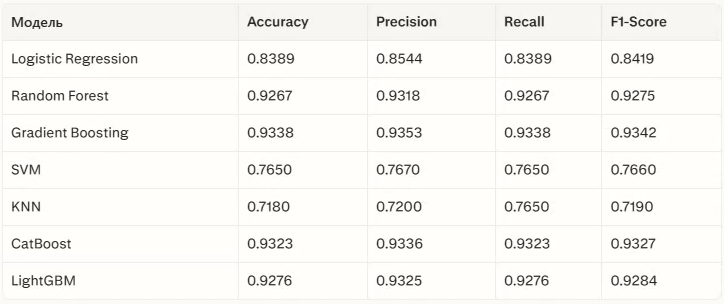 Модель Accuracy Precision Recall F1-Score
Logistic Regression 0.8389 0.8544 0.8389 0.8419
Random Forest 0.9267 0.9318 0.9267 0.9275
Gradient Boosting 0.9338 0.9353 0.9338 0.9342
SVM 0.7650 0.7670 0.7650 0.7660
KNN 0.7180 0.7200 0.7650 0.7190
CatBoost 0.9323 0.9336 0.9323 0.9327
LightGBM 0.9276 0.9325 0.9276 0.9284